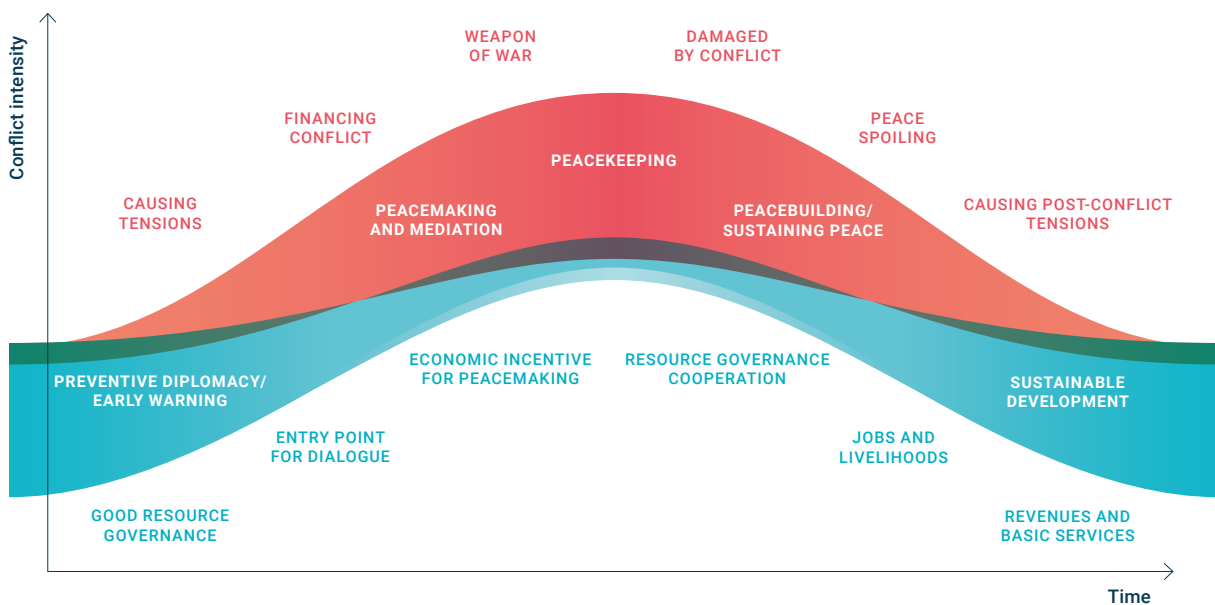 Conflict intensity
WEAPON
OF WAR
DAMAGED
BY CONFLICT
FINANCING
CONFLICT
PEACE
SPOILING
CAUSING
TENSIONS
CAUSING POST-CONFLICT
TENSIONS
PEACEKEEPING
PEACEMAKING
AND MEDIATION
PEACEBUILDING/
SUSTAINING PEACE
PREVENTIVE DIPLOMACY/
EARLY WARNING
SUSTAINABLE
DEVELOPMENT
ECONOMIC INCENTIVE
FOR PEACEMAKING
RESOURCE GOVERNANCE
COOPERATION
ENTRY POINT
FOR DIALOGUE
JOBS AND
LIVELIHOODS
GOOD RESOURCE
GOVERNANCE
REVENUES AND
BASIC SERVICES
Time